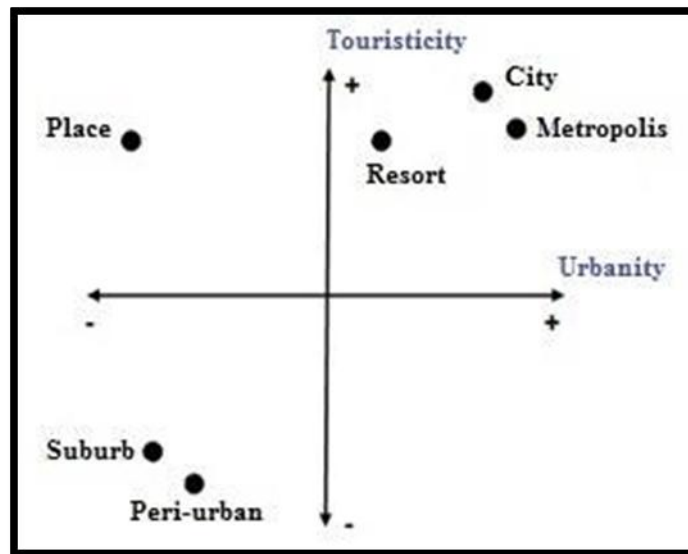 Touristicity
+
City
Place
Metropolis
Resort
Urbanity
-
+
Suburb
Peri-urban
-